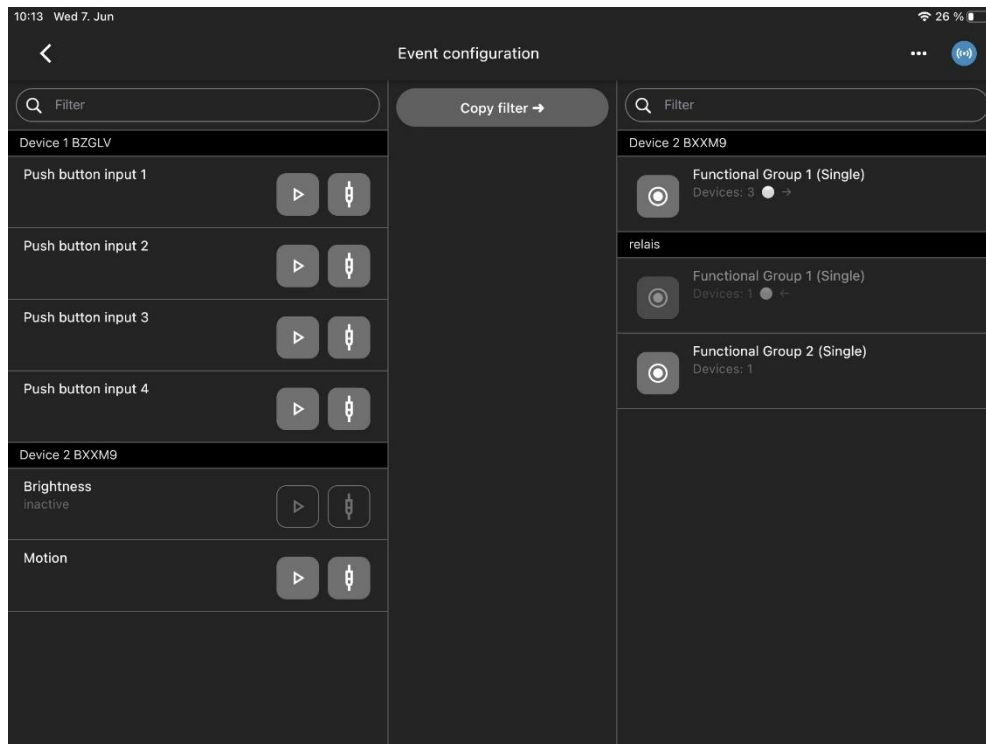 10:13 Wed 7. Jun
26 %
Event configuration
Filter
Copy filter →
Filter
Device 1 BZGLV
Push button input 1
Push button input 2
Push button input 3
Push button input 4
Device 2 BXXM9
Brightness
inactive
Motion
Device 2 BXXM9
Functional Group 1 (Single)
Devices: 3 →
relais
Functional Group 1 (Single)
Devices: 1 ←
Functional Group 2 (Single)
Devices: 1